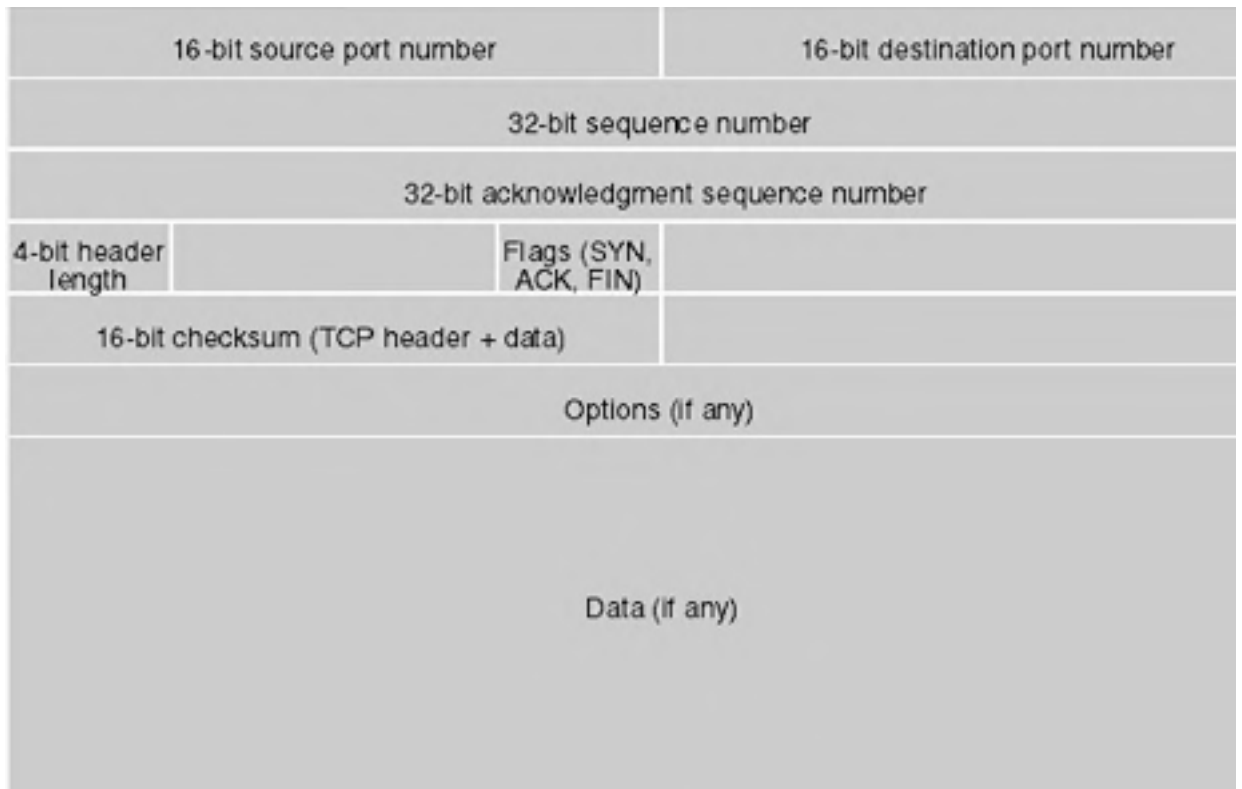 16-bit source port number
16-bit destination port number
32-bit sequence number
32-bit acknowledgment sequence number
4-bit header
length
Flags (SYN,
ACK, FIN)
16-bit checksum (TCP header + data)
Options (if any)
Data (if any)